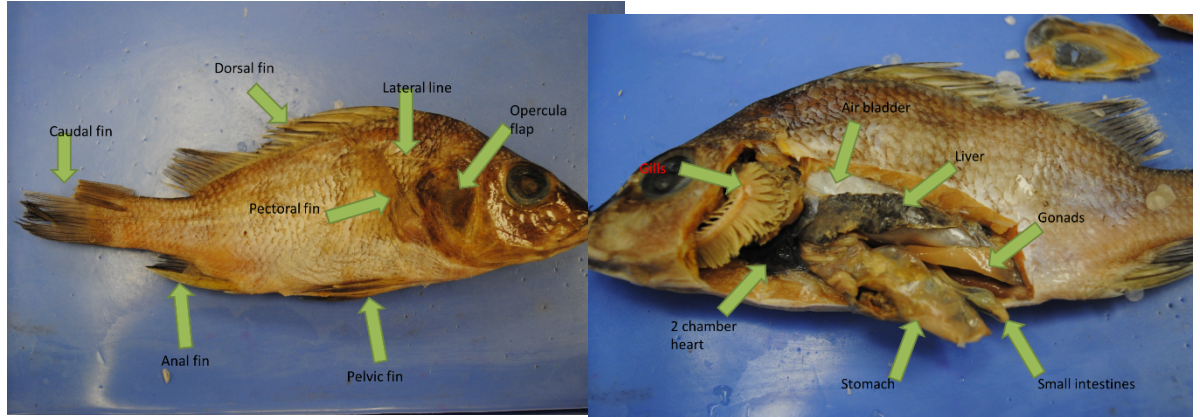 Dorsal fin
Lateral line
Opercula
flap
Caudal fin
Pectoral fin
Anal fin
Pelvic fin
Air bladder
Gills
Liver
Gonads
2 chamber
heart
Stomach
Small intestines